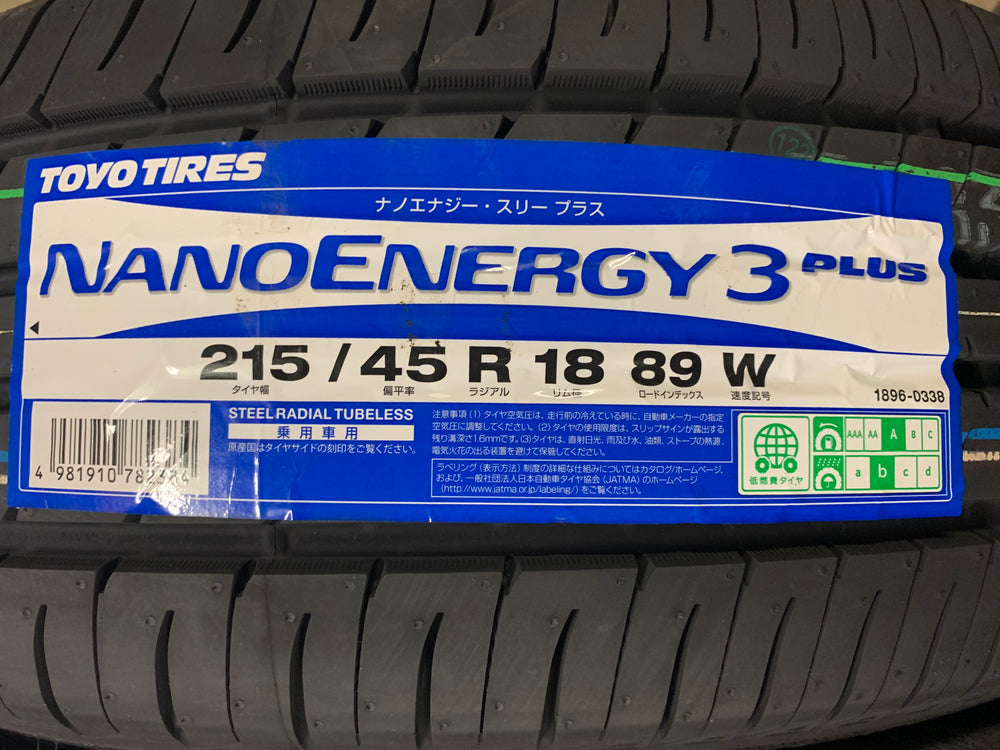 TOYO TIRES
ナノエナジー・スリー プラス
NANOENERGY 3 PLUS
215 / 45 R 18 89 W
タイヤ幅 偏平率 ラジアル リム径 ロードインデックス 速度記号
1896-0338
STEEL RADIAL TUBELESS
乗用車用
原産国はタイヤサイドの刻印をご覧ください。
4 981910 782384
注意事項(1)タイヤ空気圧は、走行前の冷えている時に、自動車メーカーの指定
空気圧に調整してください。(2)タイヤの使用限度は、スリップサインが露出する
残り溝深さ1.6mmです。(3)タイヤは、直射日光、雨及び水、油類、ストーブの熱源、
電気火花の出る装置を避けて保管してください。
ラベリング(表示方法)制度の詳細な仕組みについてはカタログ/ホームページ、
および、一般社団法人日本自動車タイヤ協会(JATMA)のホームページ
(http://www.jatma.or.jp/labeling/)をご覧ください。
低燃費タイヤ
AAA AA A B C
a b c d
122